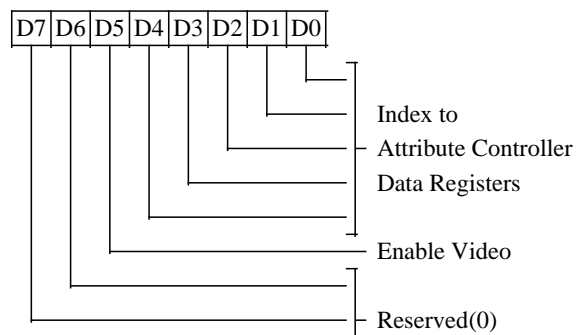 D7 D6 D5 D4 D3 D2 D1 D0
Index to
Attribute Controller
Data Registers
Enable Video
Reserved(0)